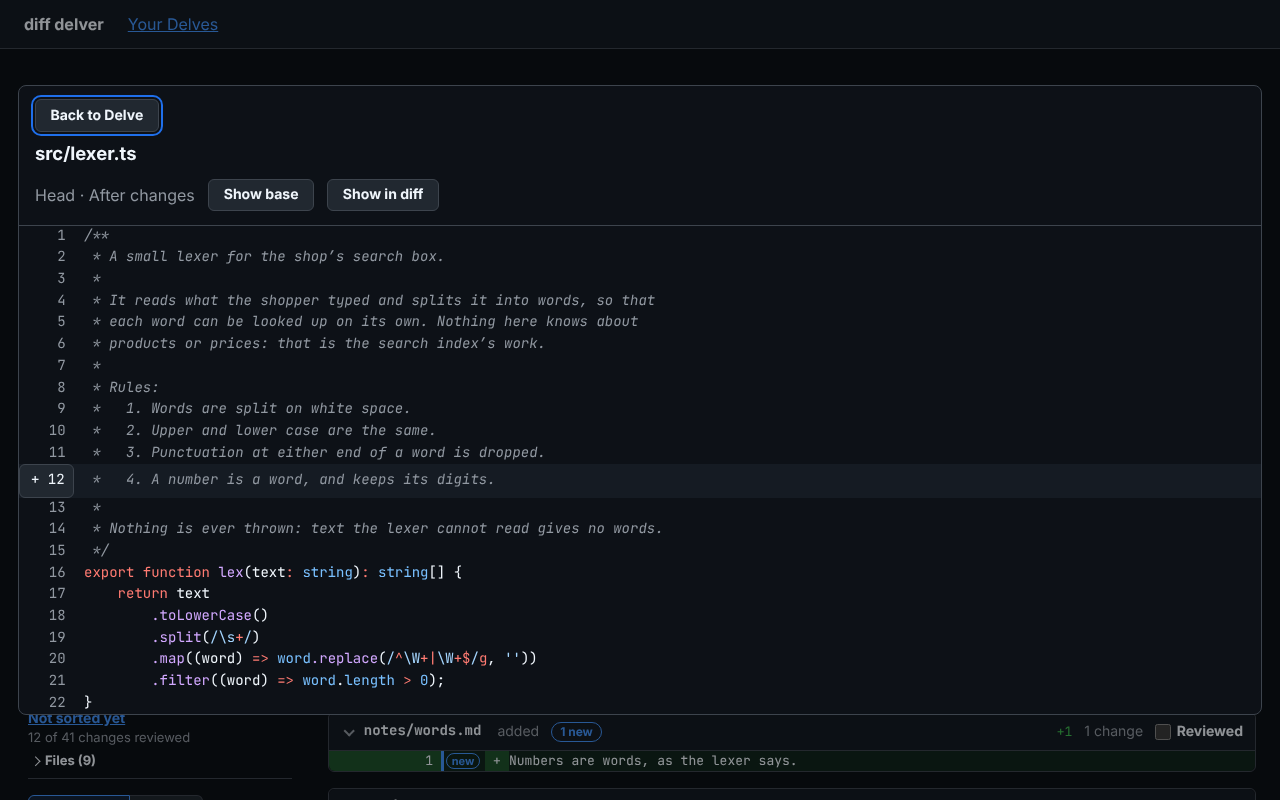 diff delver Your Delves
Back to Delve
src/lexer.ts
Head · After changes Show base Show in diff
1 /**
2 * A small lexer for the shop’s search box.
3 *
4 * It reads what the shopper typed and splits it into words, so that
5 * each word can be looked up on its own. Nothing here knows about
6 * products or prices: that is the search index’s work.
7 *
8 * Rules:
9 *   1. Words are split on white space.
10 *   2. Upper and lower case are the same.
11 *   3. Punctuation at either end of a word is dropped.
+ 12 *   4. A number is a word, and keeps its digits.
13 *
14 * Nothing is ever thrown: text the lexer cannot read gives no words.
15 */
16 export function lex(text: string): string[] {
17     return text
18         .toLowerCase()
19         .split(/\s+/)
20         .map((word) => word.replace(/^\W+|\W+$/g, ''))
21         .filter((word) => word.length > 0);
22 }
Not sorted yet
12 of 41 changes reviewed
Files (9)
notes/words.md added 1 new +1 1 change Reviewed
1 new + Numbers are words, as the lexer says.